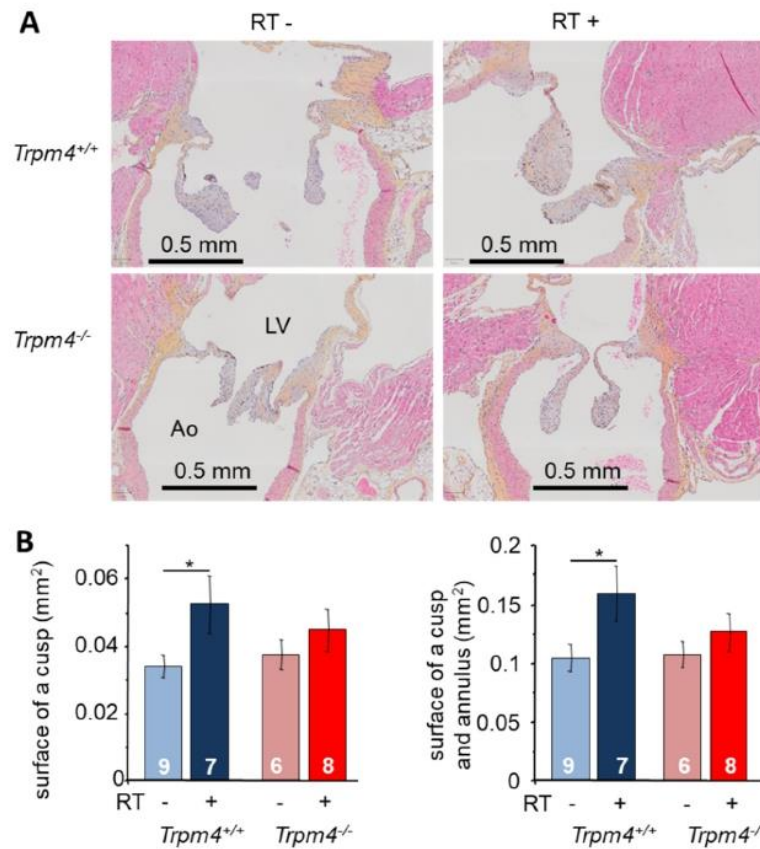 A
RT - RT +
Trpm4+/+
0.5 mm 0.5 mm
Trpm4-/-
LV
Ao
0.5 mm 0.5 mm
B
surface of a cusp (mm²)
0.06
0.04
0.02
0
*
9 7 6 8
RT - + - +
Trpm4+/+ Trpm4-/-
surface of a cusp
and annulus (mm²)
0.2
0.15
0.1
0.05
0
*
9 7 6 8
RT - + - +
Trpm4+/+ Trpm4-/-